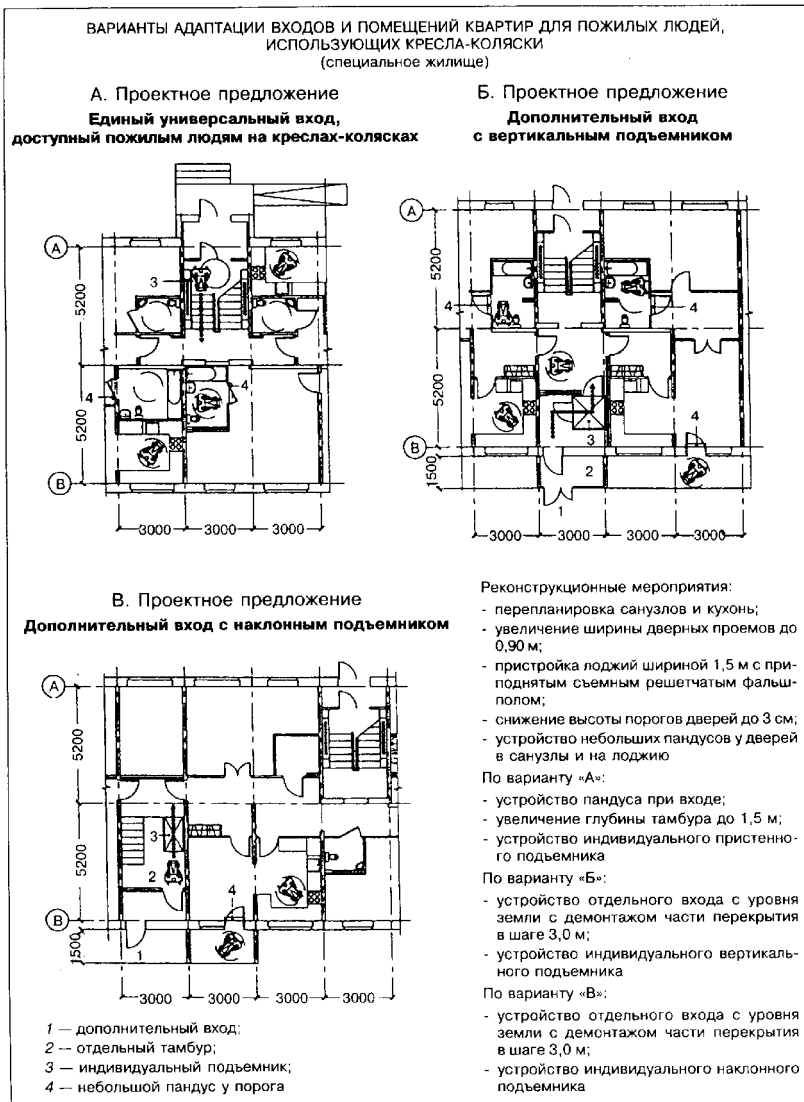 ВАРИАНТЫ АДАПТАЦИИ ВХОДОВ И ПОМЕЩЕНИЙ КВАРТИР ДЛЯ ПОЖИЛЫХ ЛЮДЕЙ,
ИСПОЛЬЗУЮЩИХ КРЕСЛА-КОЛЯСКИ
(специальное жилище)
А. Проектное предложение
Единый универсальный вход,
доступный пожилым людям на креслах-колясках
А
5200
5200
В
3
4
4
3000
3000
3000
Б. Проектное предложение
Дополнительный вход
с вертикальным подъемником
А
5200
5200
В
1500
4
4
4
3
2
1
3000
3000
3000
3000
В. Проектное предложение
Дополнительный вход с наклонным подъемником
А
5200
5200
В
1500
3
2
4
1
3000
3000
3000
3000
1 — дополнительный вход;
2 — отдельный тамбур;
3 — индивидуальный подъемник;
4 — небольшой пандус у порога
Реконструкционные мероприятия:
- перепланировка санузлов и кухонь;
- увеличение ширины дверных проемов до
0,90 м;
- пристройка лоджий шириной 1,5 м с при-
поднятым съемным решетчатым фальш-
полом;
- снижение высоты порогов дверей до 3 см;
- устройство небольших пандусов у дверей
в санузлы и на лоджию
По варианту «А»:
- устройство пандуса при входе;
- увеличение глубины тамбура до 1,5 м;
- устройство индивидуального пристенно-
го подъемника
По варианту «Б»:
- устройство отдельного входа с уровня
земли с демонтажом части перекрытия
в шаге 3,0 м;
- устройство индивидуального вертикаль-
ного подъемника
По варианту «В»:
- устройство отдельного входа с уровня
земли с демонтажом части перекрытия
в шаге 3,0 м;
- устройство индивидуального наклонного
подъемника